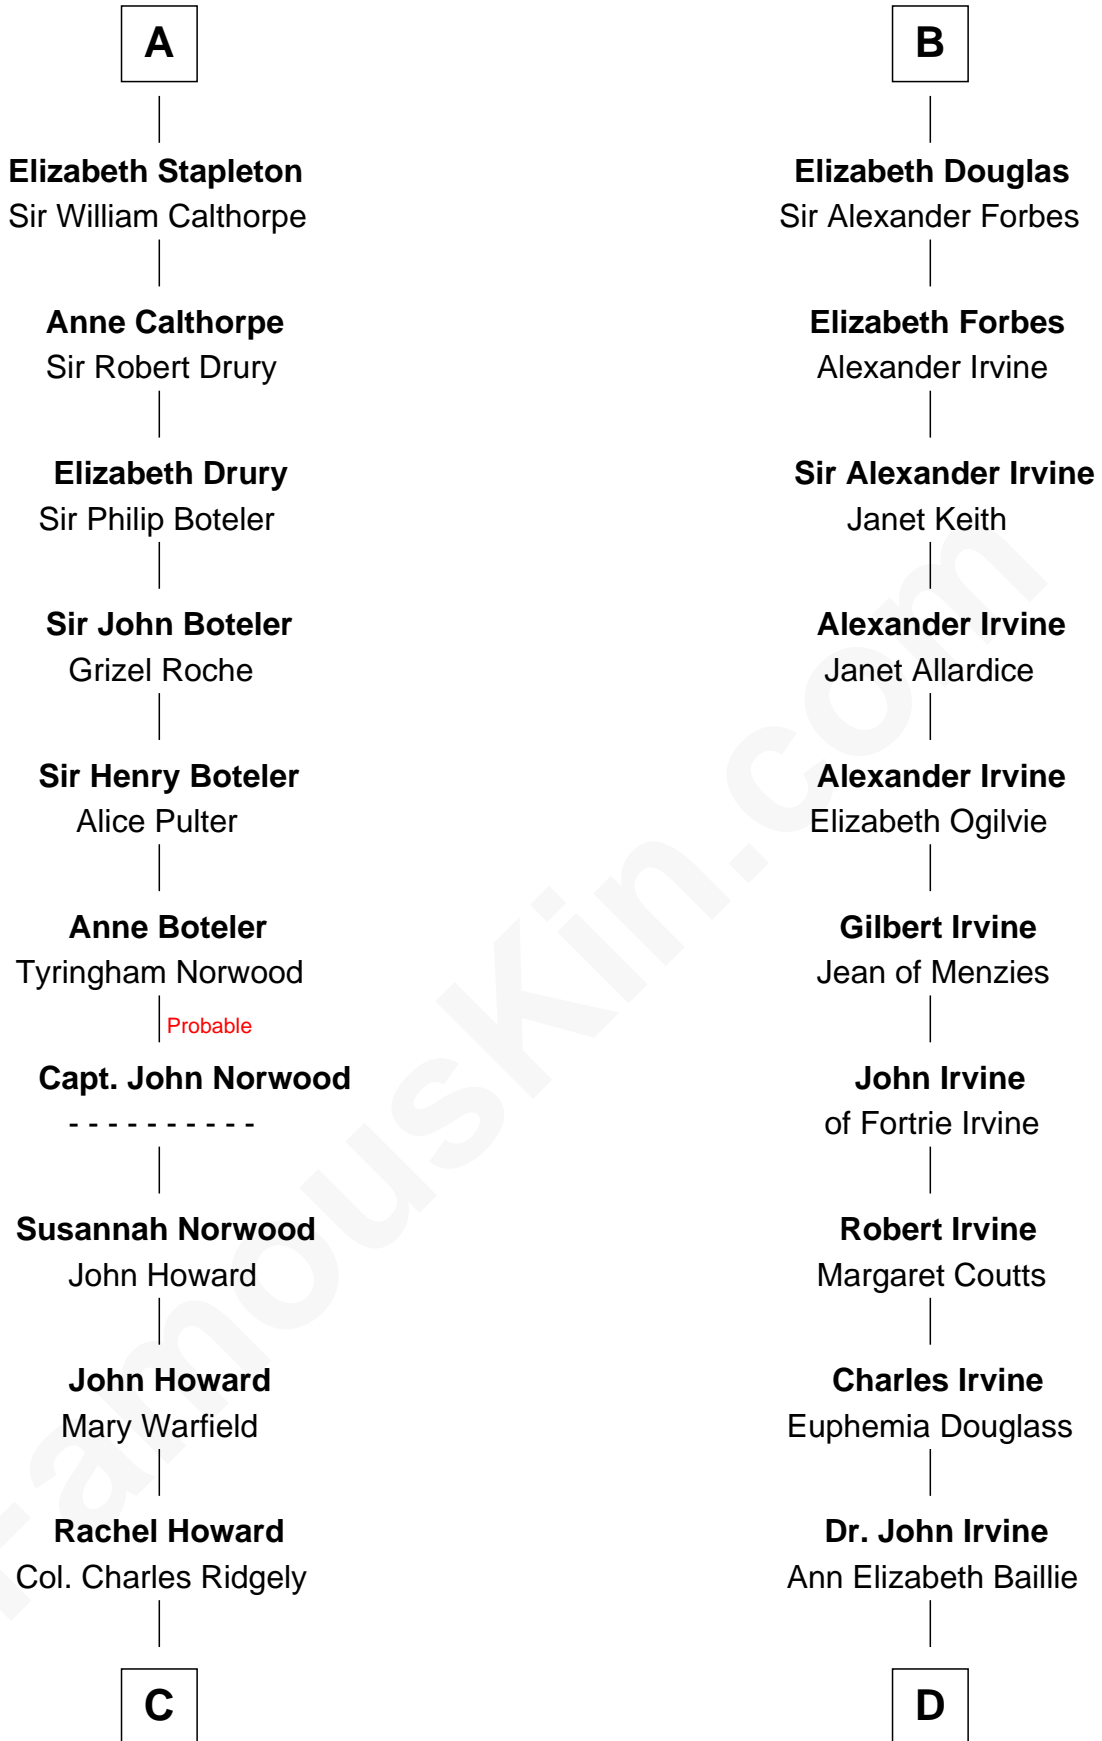 A
Elizabeth Stapleton
Sir William Calthorpe
Anne Calthorpe
Sir Robert Drury
Elizabeth Drury
Sir Philip Boteler
Sir John Boteler
Grizel Roche
Sir Henry Boteler
Alice Pulter
Anne Boteler
Tyringham Norwood
Probable
Capt. John Norwood
- - - - - - - - - -
Susannah Norwood
John Howard
John Howard
Mary Warfield
Rachel Howard
Col. Charles Ridgely
C
B
Elizabeth Douglas
Sir Alexander Forbes
Elizabeth Forbes
Alexander Irvine
Sir Alexander Irvine
Janet Keith
Alexander Irvine
Janet Allardice
Alexander Irvine
Elizabeth Ogilvie
Gilbert Irvine
Jean of Menzies
John Irvine
of Fortrie Irvine
Robert Irvine
Margaret Coutts
Charles Irvine
Euphemia Douglass
Dr. John Irvine
Ann Elizabeth Baillie
D
FamousKin.com